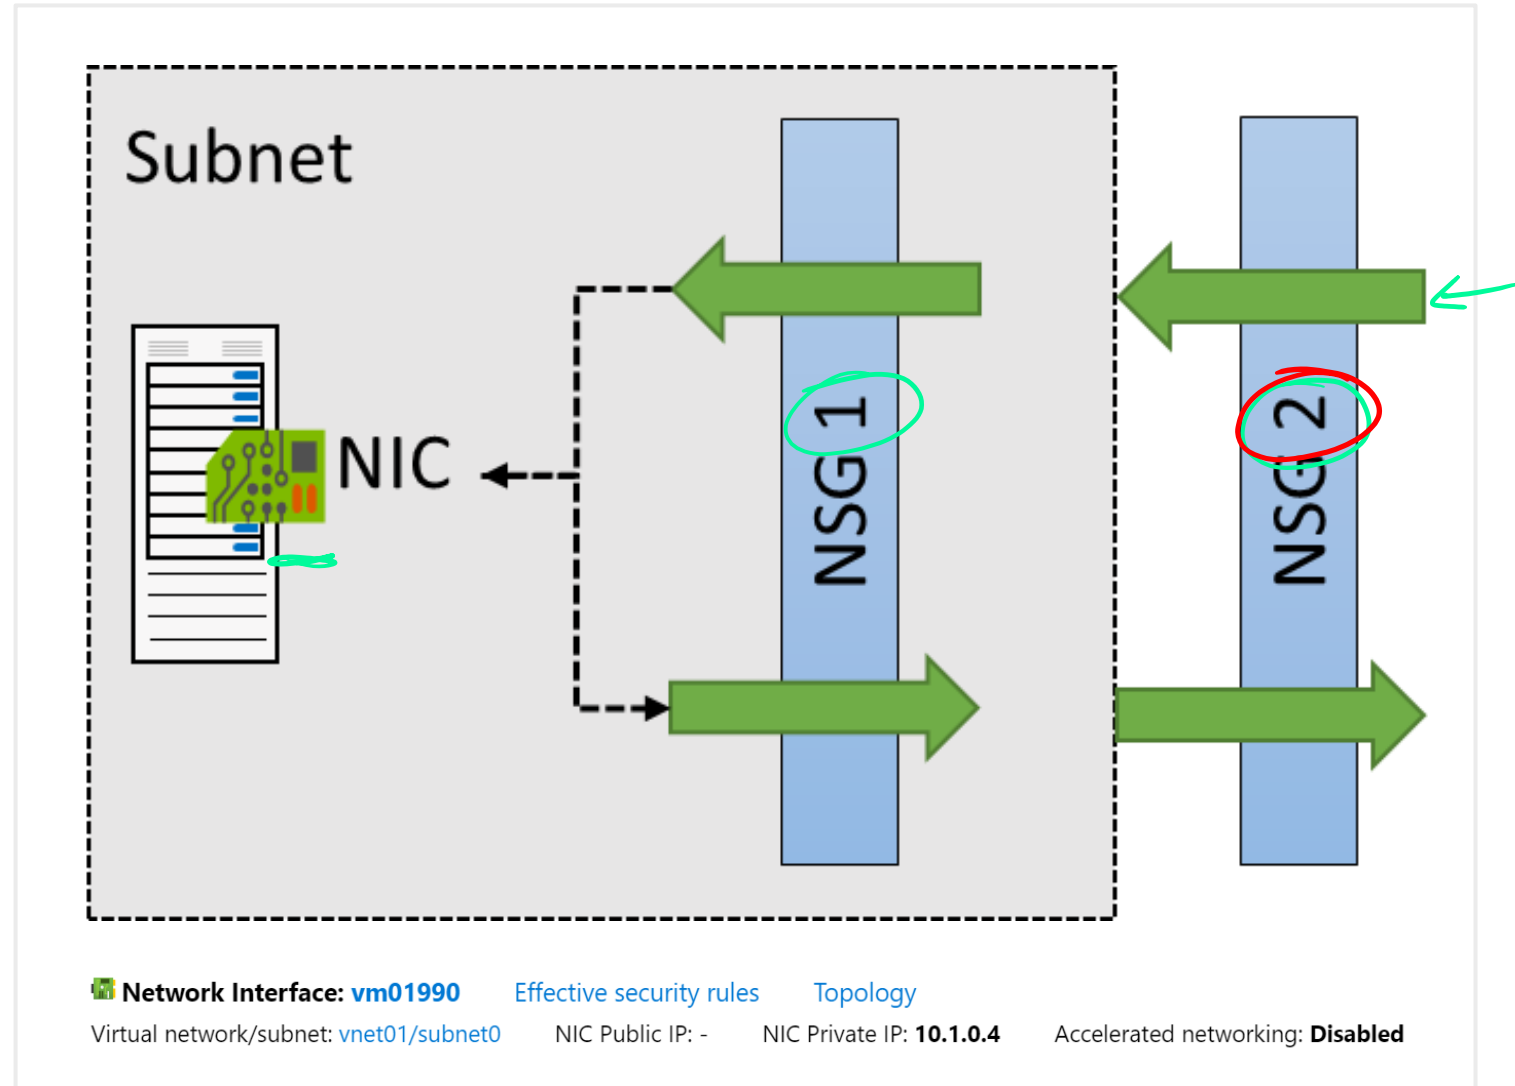 Subnet
NIC
NSG 1
NSG 2
Network Interface: vm01990 Effective security rules Topology
Virtual network/subnet: vnet01/subnet0 NIC Public IP: - NIC Private IP: 10.1.0.4 Accelerated networking: Disabled